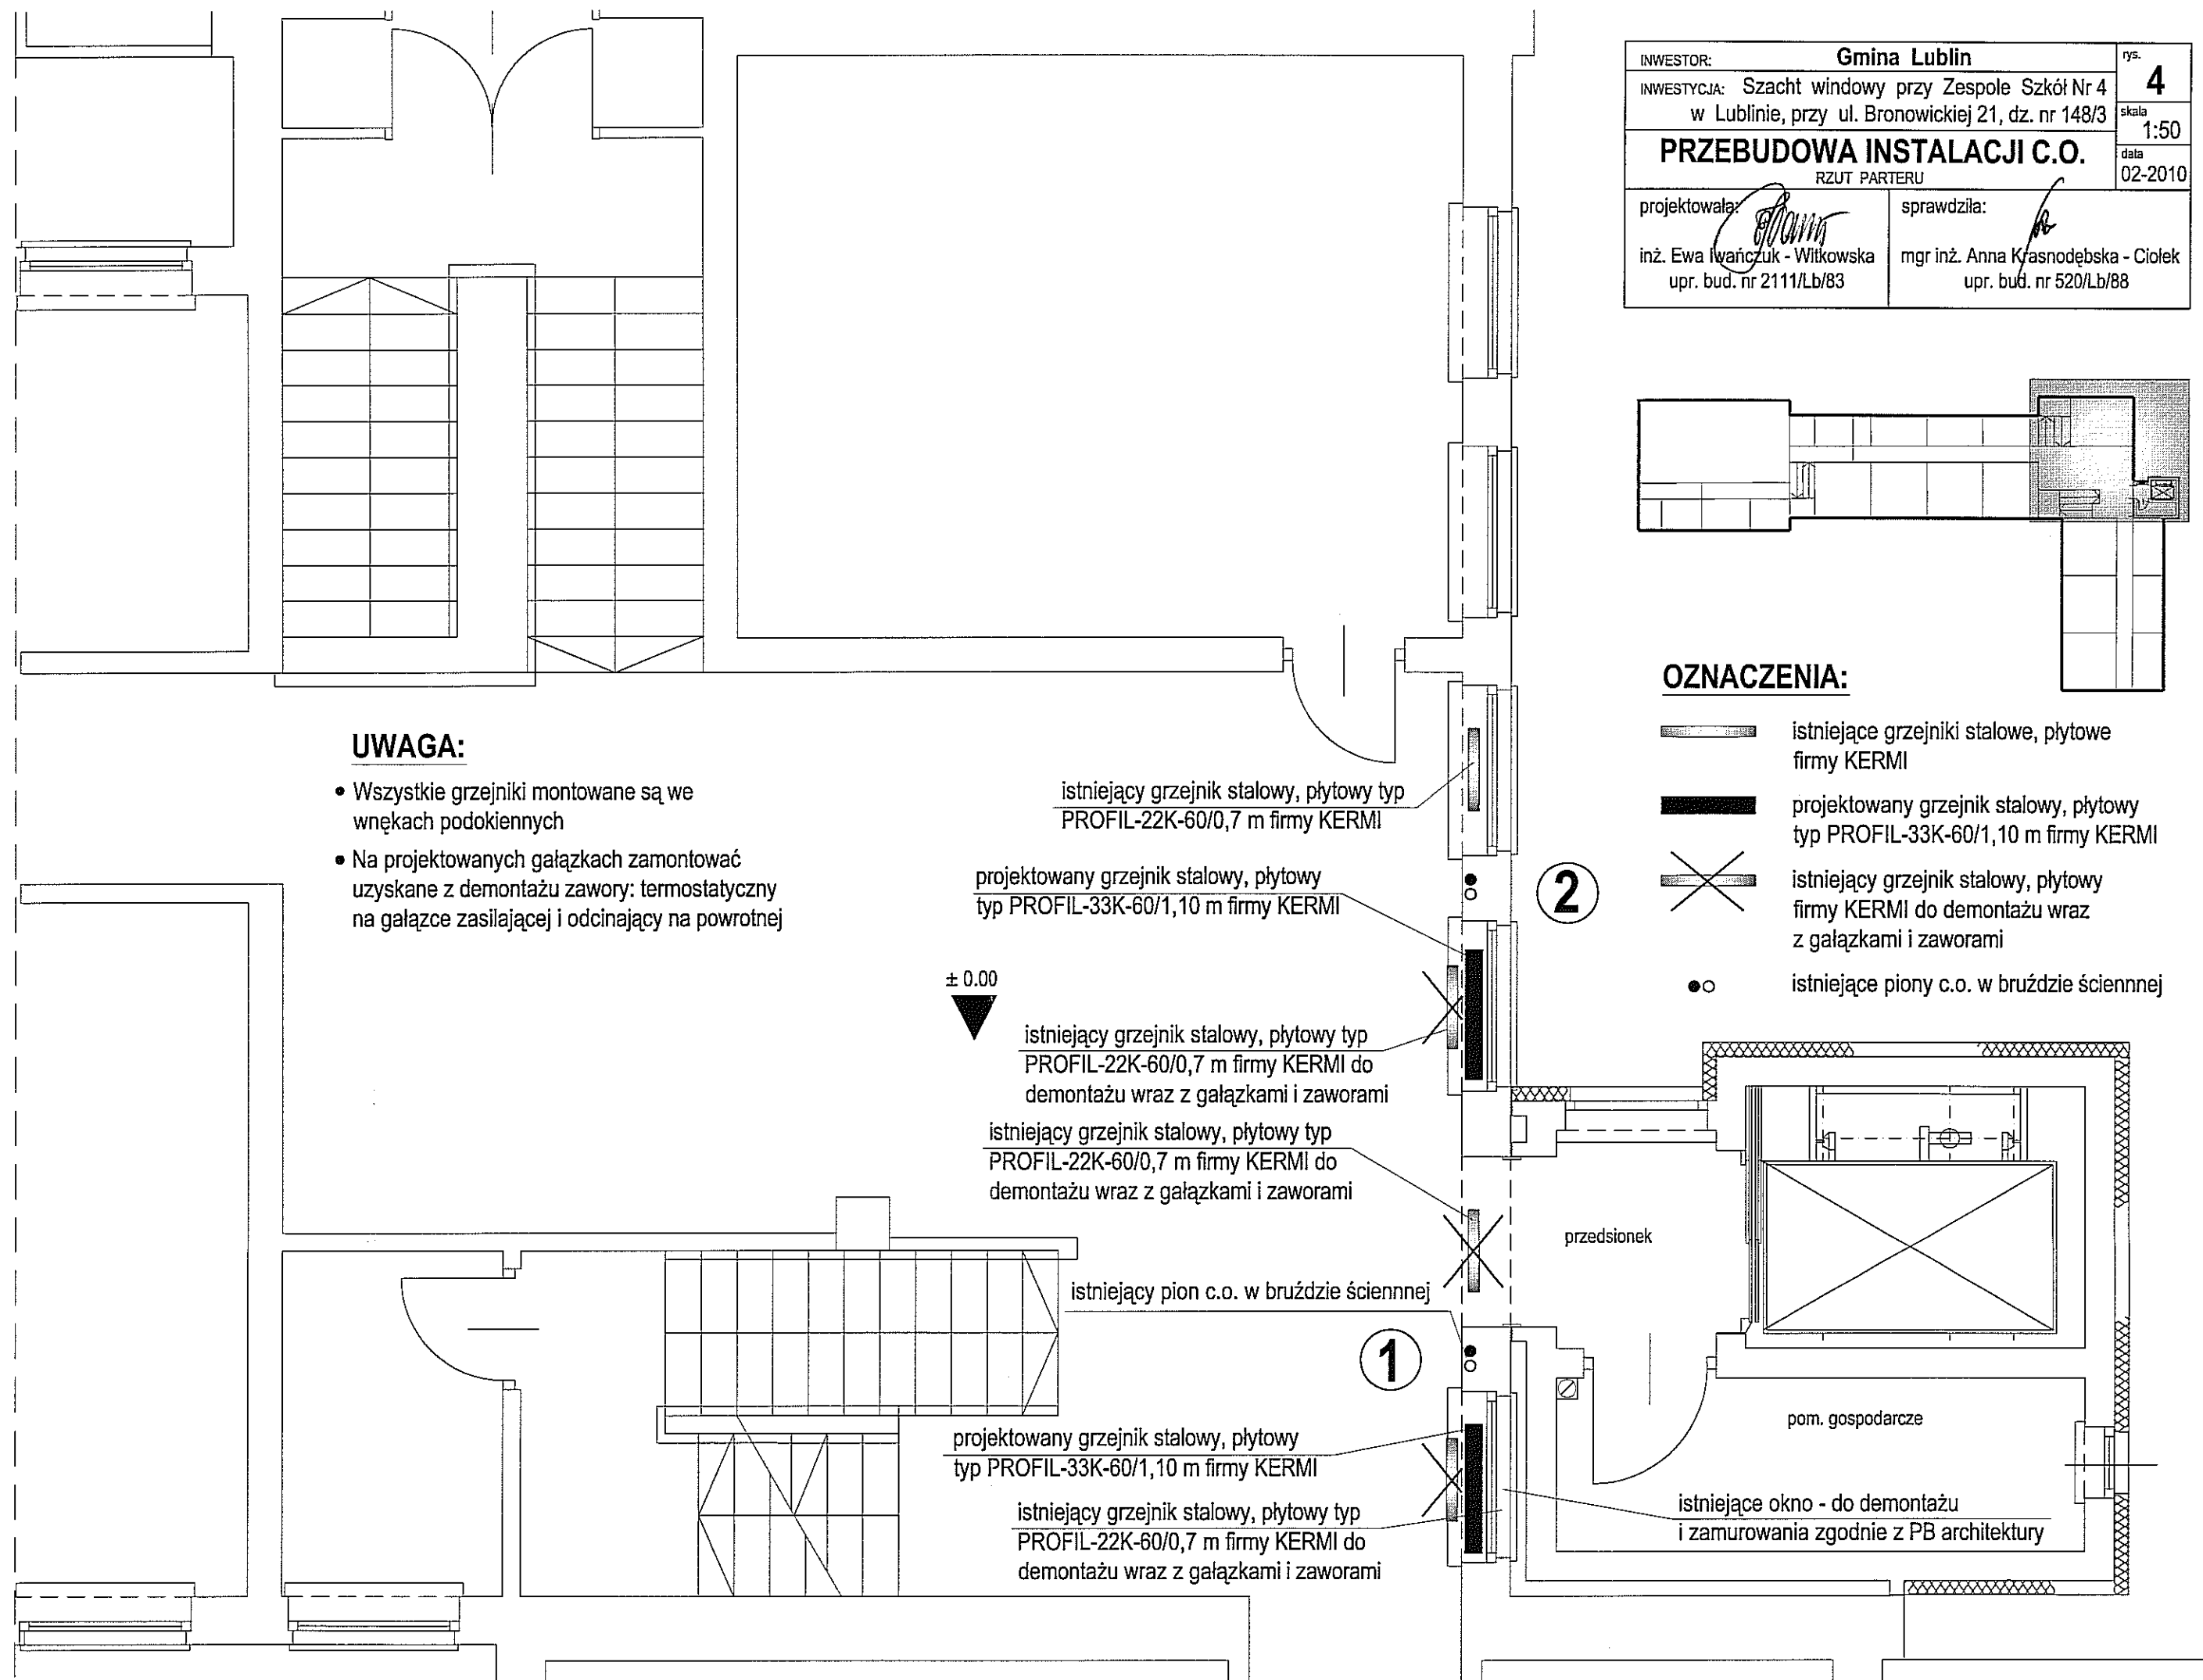 INWESTOR: Gmina Lublin
rys.
4
INWESTYCJA: Szacht windowy przy Zespole Szkół Nr 4
w Lublinie, przy ul. Bronowickiej 21, dz. nr 148/3
skala
1:50
PRZEBUDOWA INSTALACJI C.O.
RZUT PARTERU
data
02-2010
projektowała:
inż. Ewa Iwańczuk - Witkowska
upr. bud. nr 2111/Lb/83
sprawdziła:
mgr inż. Anna Krasnodębska - Ciołek
upr. bud. nr 520/Lb/88
OZNACZENIA:
istniejące grzejniki stalowe, płytowe
firmy KERMI
projektowany grzejnik stalowy, płytowy
typ PROFIL-33K-60/1,10 m firmy KERMI
istniejący grzejnik stalowy, płytowy
firmy KERMI do demontażu wraz
z gałązkami i zaworami
istniejące piony c.o. w bruździe ściennnej
UWAGA:
• Wszystkie grzejniki montowane są we
wnękach podokiennych
• Na projektowanych gałązkach zamontować
uzyskane z demontażu zawory: termostatyczny
na gałązce zasilającej i odcinający na powrotnej
istniejący grzejnik stalowy, płytowy typ
PROFIL-22K-60/0,7 m firmy KERMI
projektowany grzejnik stalowy, płytowy
typ PROFIL-33K-60/1,10 m firmy KERMI
2
± 0.00
istniejący grzejnik stalowy, płytowy typ
PROFIL-22K-60/0,7 m firmy KERMI do
demontażu wraz z gałązkami i zaworami
istniejący grzejnik stalowy, płytowy typ
PROFIL-22K-60/0,7 m firmy KERMI do
demontażu wraz z gałązkami i zaworami
przedsionek
istniejący pion c.o. w bruździe ściennnej
1
pom. gospodarcze
projektowany grzejnik stalowy, płytowy
typ PROFIL-33K-60/1,10 m firmy KERMI
istniejący grzejnik stalowy, płytowy typ
PROFIL-22K-60/0,7 m firmy KERMI do
demontażu wraz z gałązkami i zaworami
istniejące okno - do demontażu
i zamurowania zgodnie z PB architektury